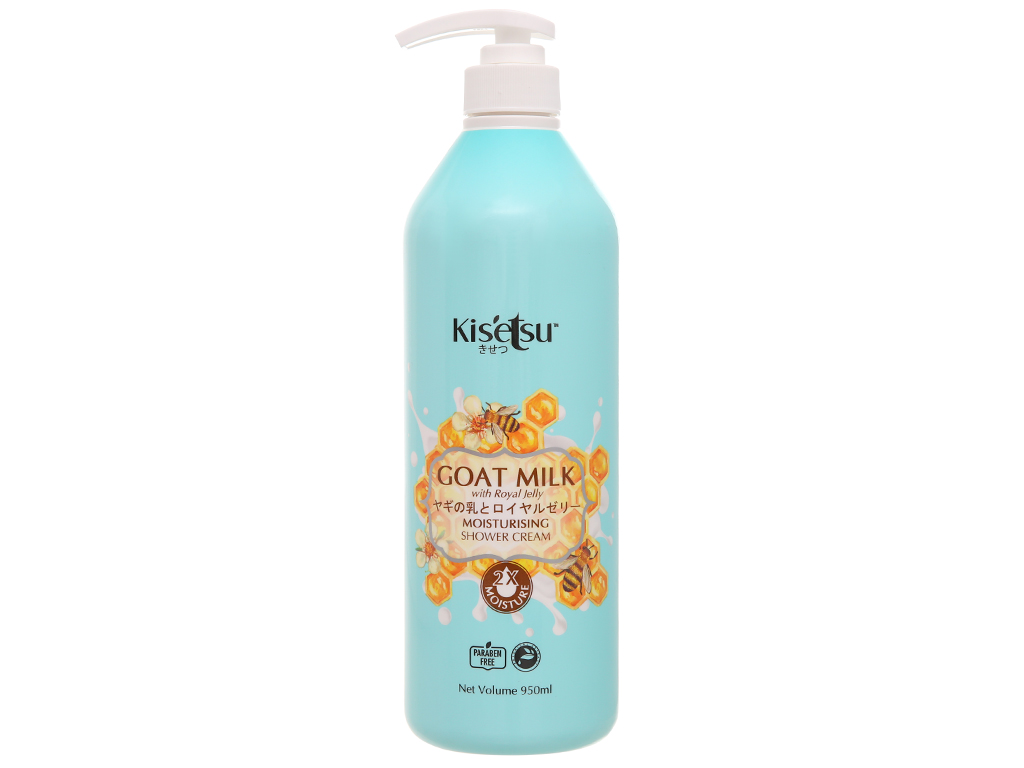 Kisetsu™
きせつ
GOAT MILK
with Royal Jelly
ヤギの乳とロイヤルゼリー
MOISTURISING
SHOWER CREAM
2X
MOISTURE
PARABEN
FREE
Net Volume 950ml